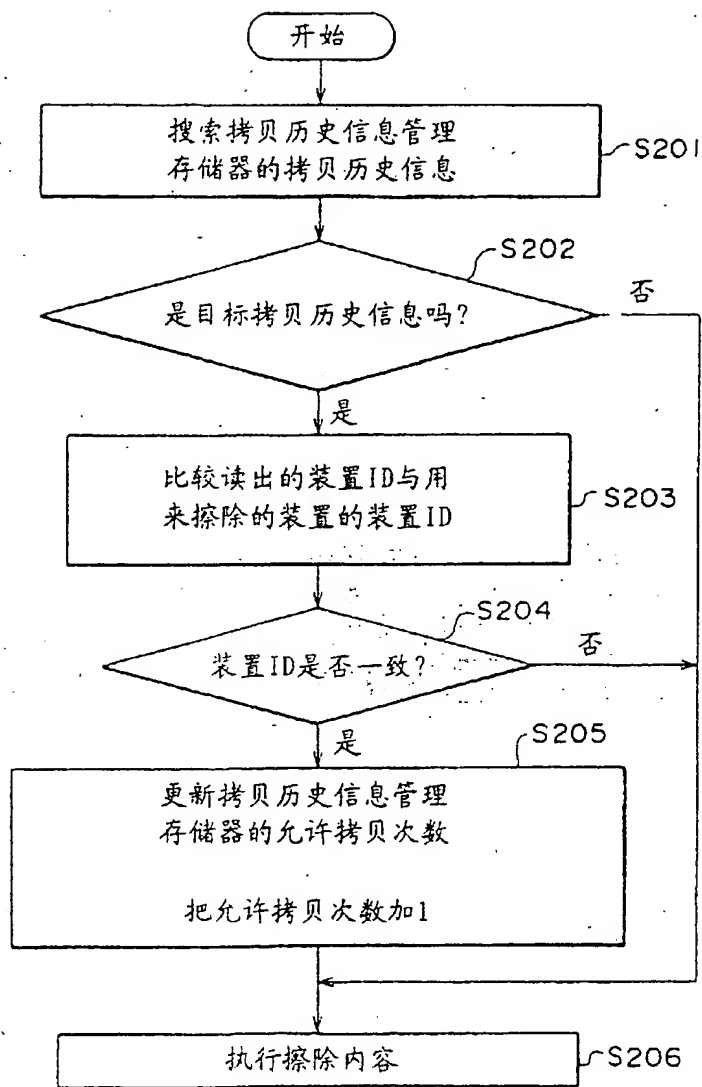 开始
搜索拷贝历史信息管理
存储器的拷贝历史信息
S201
S202
是目标拷贝历史信息吗?
否
是
比较读出的装置ID与用
来擦除的装置的装置ID
S203
S204
装置ID是否一致?
否
是
S205
更新拷贝历史信息管理
存储器的允许拷贝次数
把允许拷贝次数加1
执行擦除内容
S206